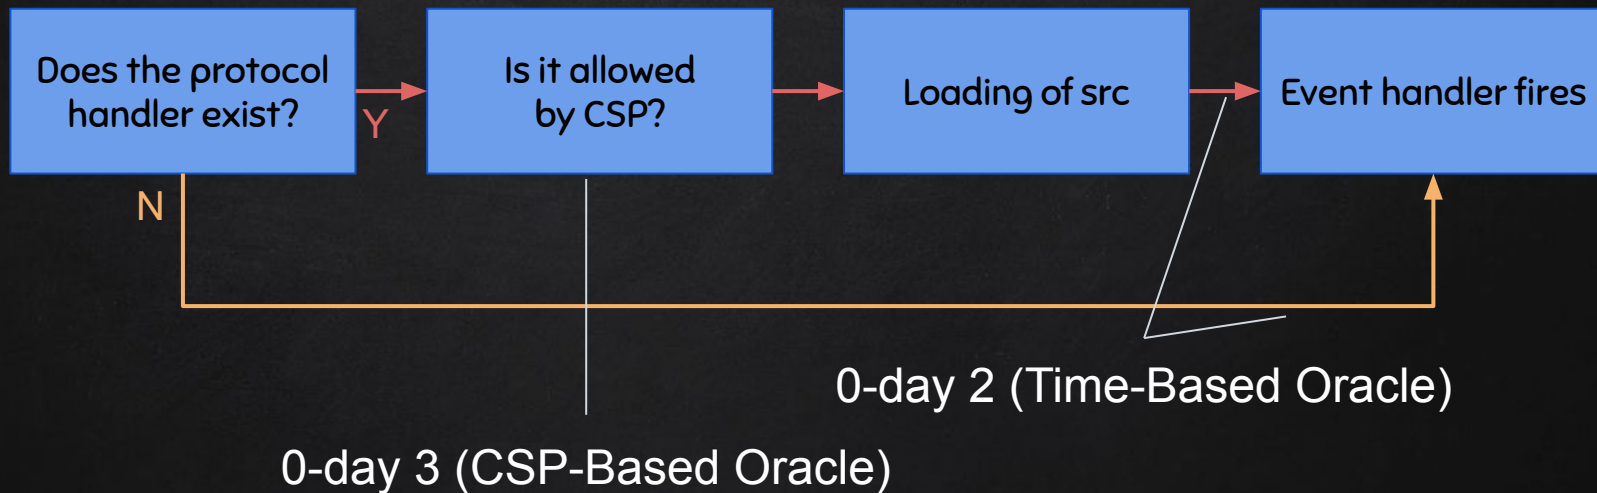 Does the protocol
handler exist?
Y
Is it allowed
by CSP?
Loading of src
Event handler fires
N
0-day 2 (Time-Based Oracle)
0-day 3 (CSP-Based Oracle)